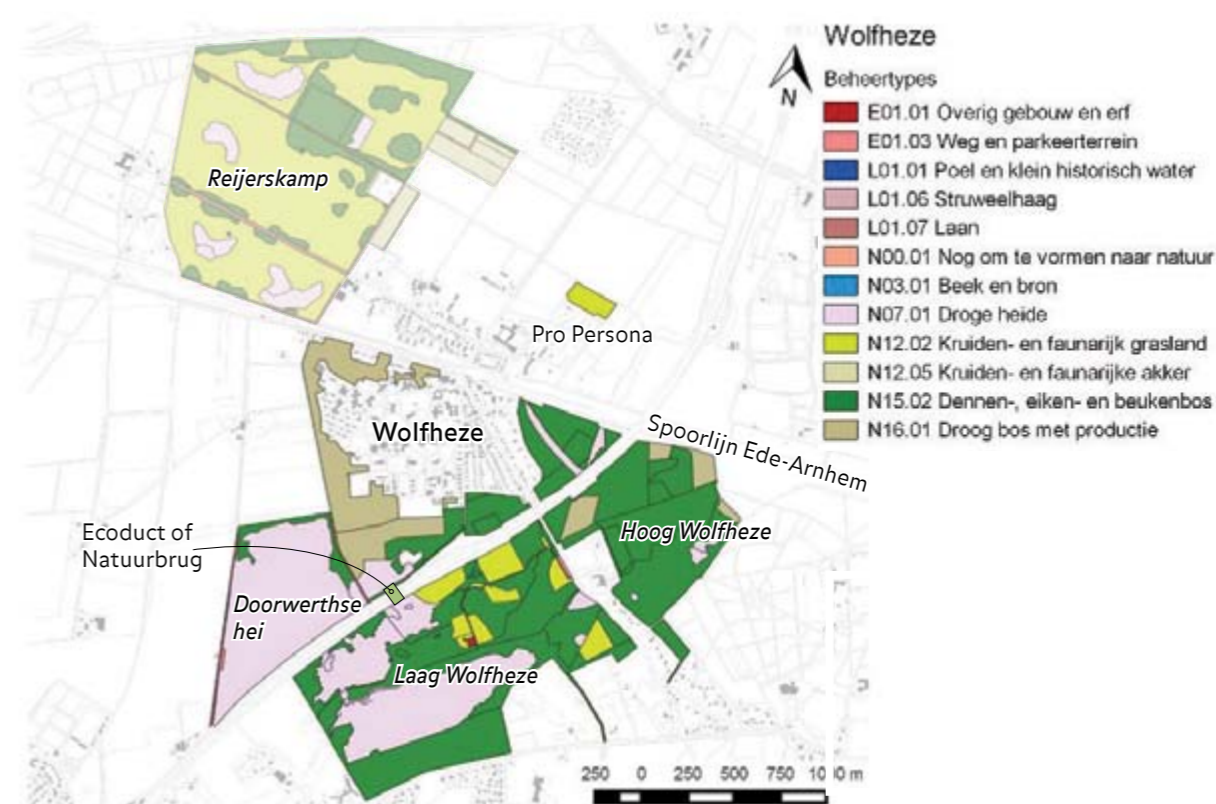 Wolfheze
Beheertypes
E01.01 Overig gebouw en erf
E01.03 Weg en parkeerterrein
L01.01 Poel en klein historisch water
L01.06 Struweelhaag
L01.07 Laan
N00.01 Nog om te vormen naar natuur
N03.01 Beek en bron
N07.01 Droge heide
N12.02 Kruiden- en faunarijk grasland
N12.05 Kruiden- en faunarijke akker
N15.02 Dennen-, eiken- en beukenbos
N16.01 Droog bos met productie
N
Reijerskamp
Pro Persona
Wolfheze
Spoorlijn Ede-Arnhem
Hoog Wolfheze
Ecoduct of
Natuurbrug
Doorwerthse
hei
Laag Wolfheze
250 0 250 500 750 1000 m